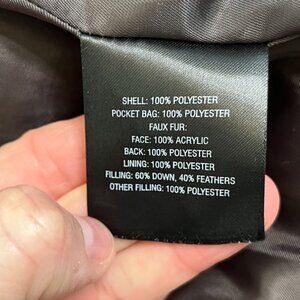 SHELL: 100% POLYESTER
POCKET BAG: 100% POLYESTER
FAUX FUR:
FACE: 100% ACRYLIC
BACK: 100% POLYESTER
LINING: 100% POLYESTER
FILLING: 60% DOWN, 40% FEATHERS
OTHER FILLING: 100% POLYESTER